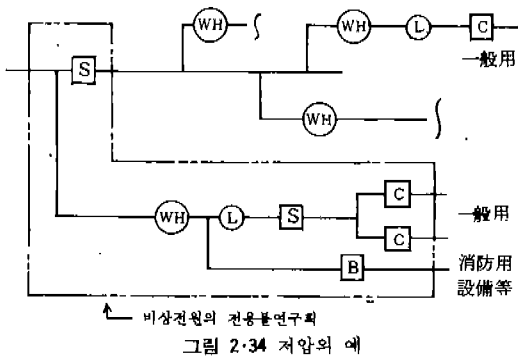 WH WH L C
一般用
S
WH
C
WH L S 一般用
C
消防用
B 設備等
비상전원의 전용불연구획
그림 2·34 저압의 예